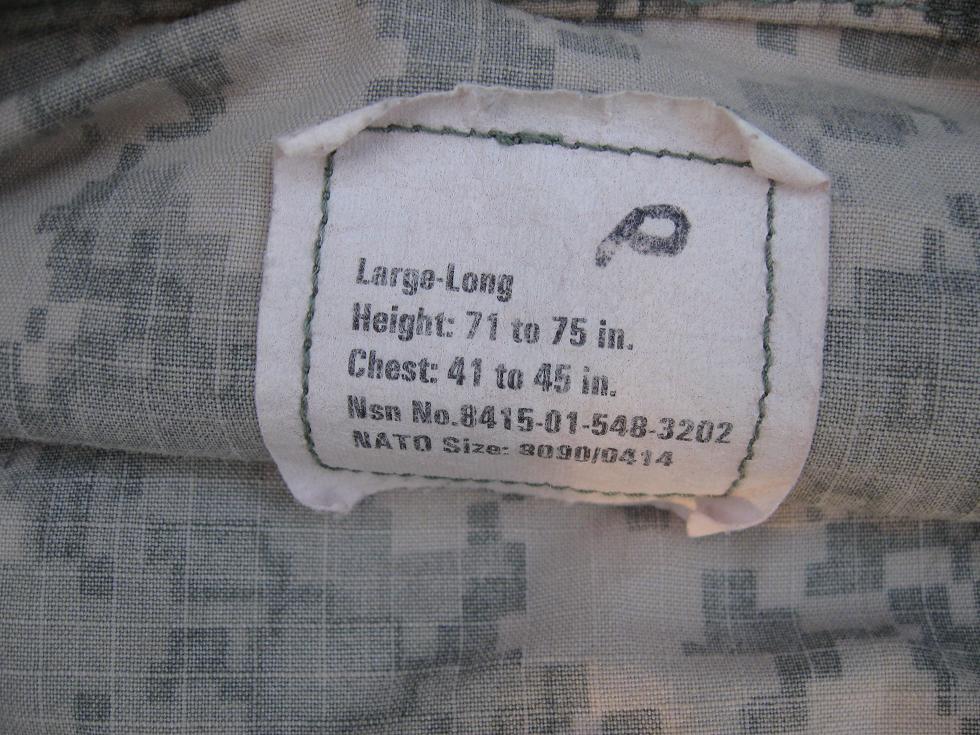 P
Large-Long
Height: 71 to 75 in.
Chest: 41 to 45 in.
Nsn No.8415-01-548-3202
NATO Size: 8090/0414